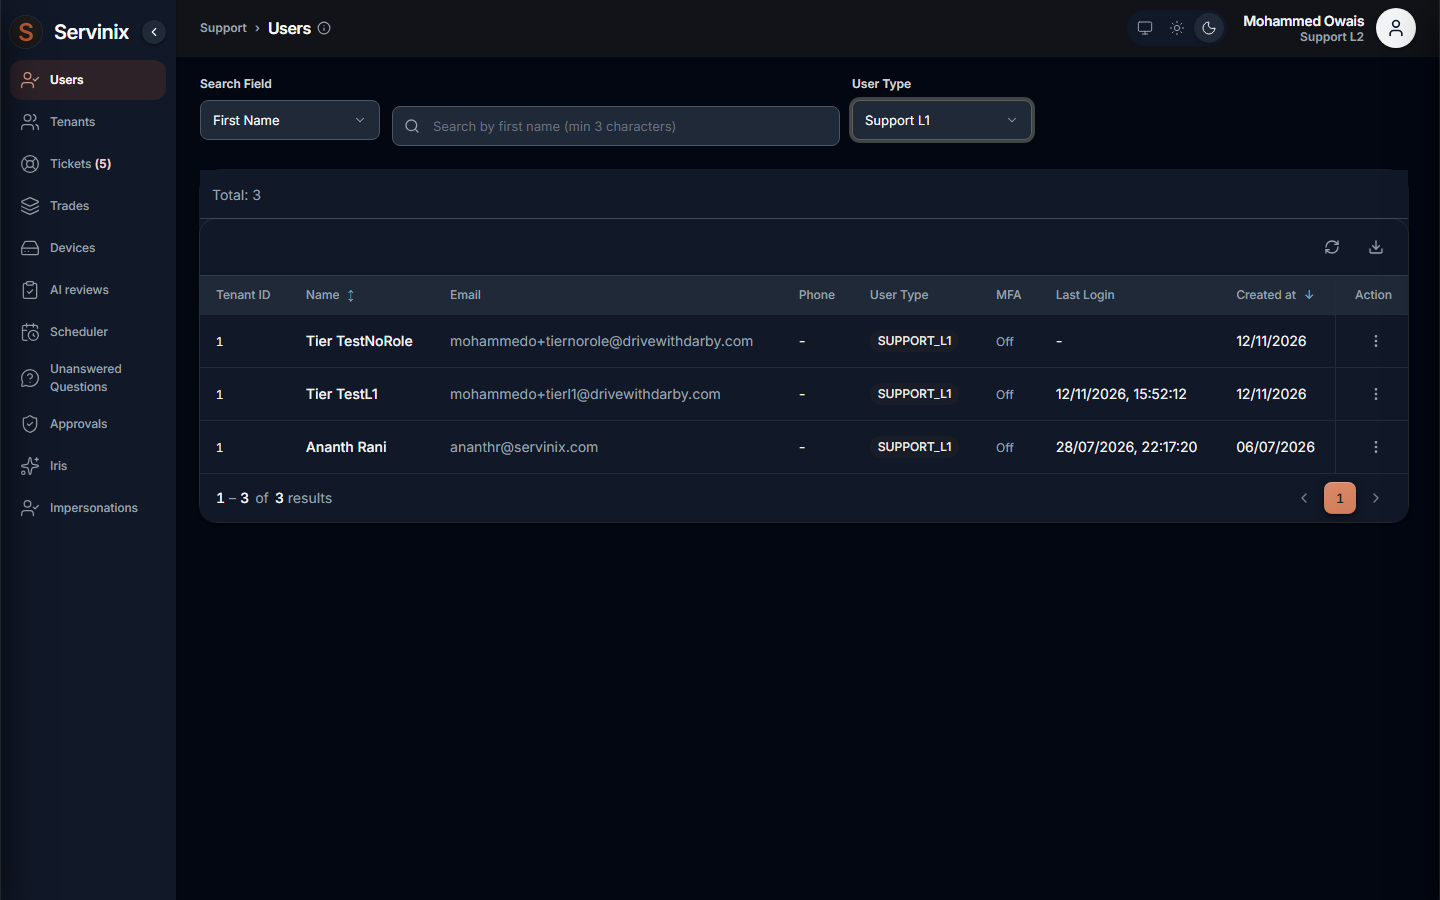 S Servinix
Support › Users
Mohammed Owais
Support L2
Users
Tenants
Tickets (5)
Trades
Devices
AI reviews
Scheduler
Unanswered
Questions
Approvals
Iris
Impersonations
Search Field
User Type
First Name
Search by first name (min 3 characters)
Support L1
Total: 3
Tenant ID Name Email Phone User Type MFA Last Login Created at Action
1 Tier TestNoRole mohammedo+tiernorole@drivewithdarby.com - SUPPORT_L1 Off - 12/11/2026
1 Tier TestL1 mohammedo+tierl1@drivewithdarby.com - SUPPORT_L1 Off 12/11/2026, 15:52:12 12/11/2026
1 Ananth Rani ananthr@servinix.com - SUPPORT_L1 Off 28/07/2026, 22:17:20 06/07/2026
1 – 3 of 3 results
1